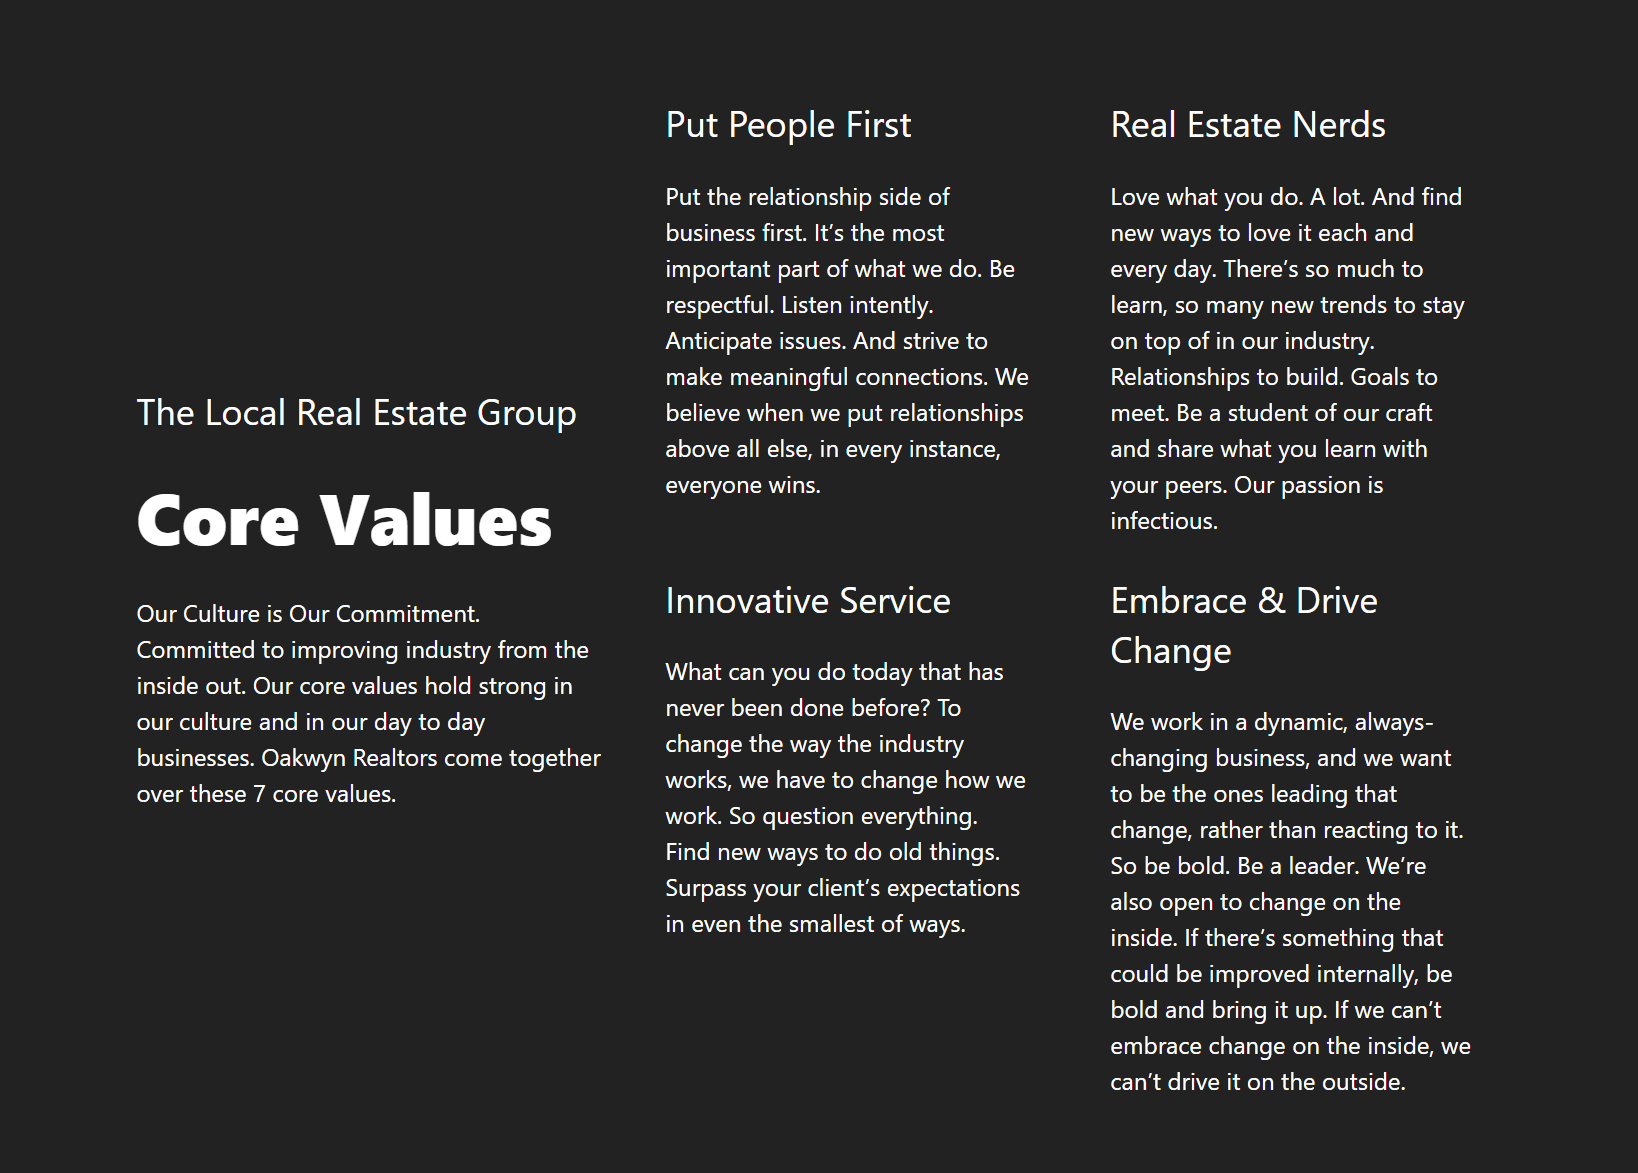 The Local Real Estate Group
Core Values
Our Culture is Our Commitment.
Committed to improving industry from the
inside out. Our core values hold strong in
our culture and in our day to day
businesses. Oakwyn Realtors come together
over these 7 core values.
Put People First
Put the relationship side of
business first. It’s the most
important part of what we do. Be
respectful. Listen intently.
Anticipate issues. And strive to
make meaningful connections. We
believe when we put relationships
above all else, in every instance,
everyone wins.
Real Estate Nerds
Love what you do. A lot. And find
new ways to love it each and
every day. There’s so much to
learn, so many new trends to stay
on top of in our industry.
Relationships to build. Goals to
meet. Be a student of our craft
and share what you learn with
your peers. Our passion is
infectious.
Innovative Service
What can you do today that has
never been done before? To
change the way the industry
works, we have to change how we
work. So question everything.
Find new ways to do old things.
Surpass your client’s expectations
in even the smallest of ways.
Embrace & Drive
Change
We work in a dynamic, always-
changing business, and we want
to be the ones leading that
change, rather than reacting to it.
So be bold. Be a leader. We’re
also open to change on the
inside. If there’s something that
could be improved internally, be
bold and bring it up. If we can’t
embrace change on the inside, we
can’t drive it on the outside.